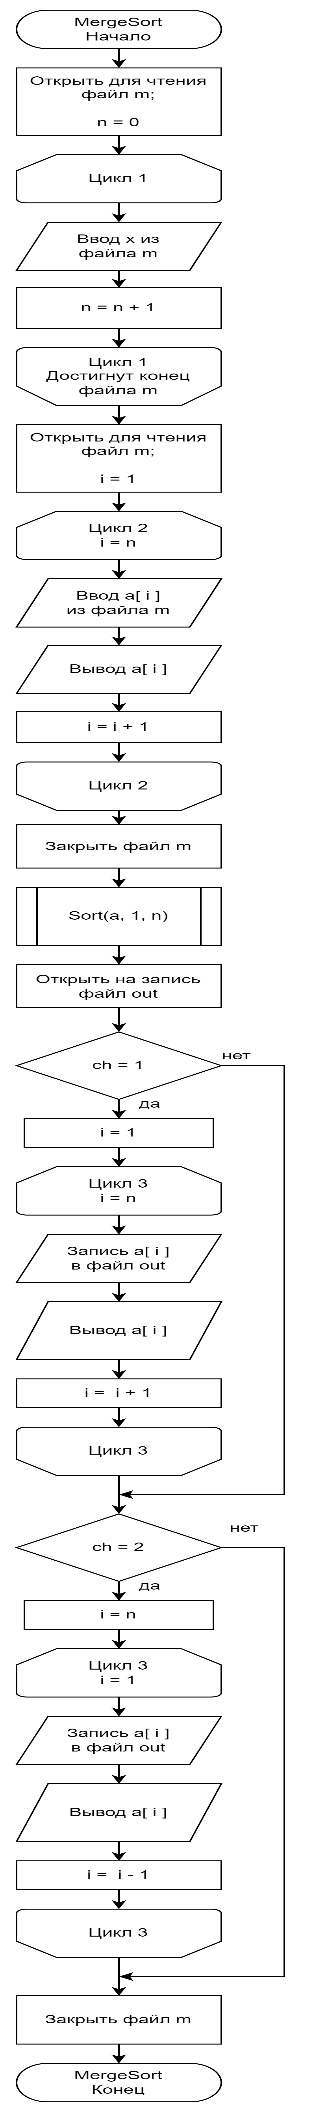 MergeSort
Начало
Открыть для чтения
файл m;
n = 0
Цикл 1
Ввод x из
файла m
n = n + 1
Цикл 1
Достигнут конец
файла m
Открыть для чтения
файл m;
i = 1
Цикл 2
i = n
Ввод a[ i ]
из файла m
Вывод a[ i ]
i = i + 1
Цикл 2
Закрыть файл m
Sort(a, 1, n)
Открыть на запись
файл out
ch = 1
нет
да
i = 1
Цикл 3
i = n
Запись a[ i ]
в файл out
Вывод a[ i ]
i = i + 1
Цикл 3
ch = 2
нет
да
i = n
Цикл 3
i = 1
Запись a[ i ]
в файл out
Вывод a[ i ]
i = i - 1
Цикл 3
Закрыть файл m
MergeSort
Конец